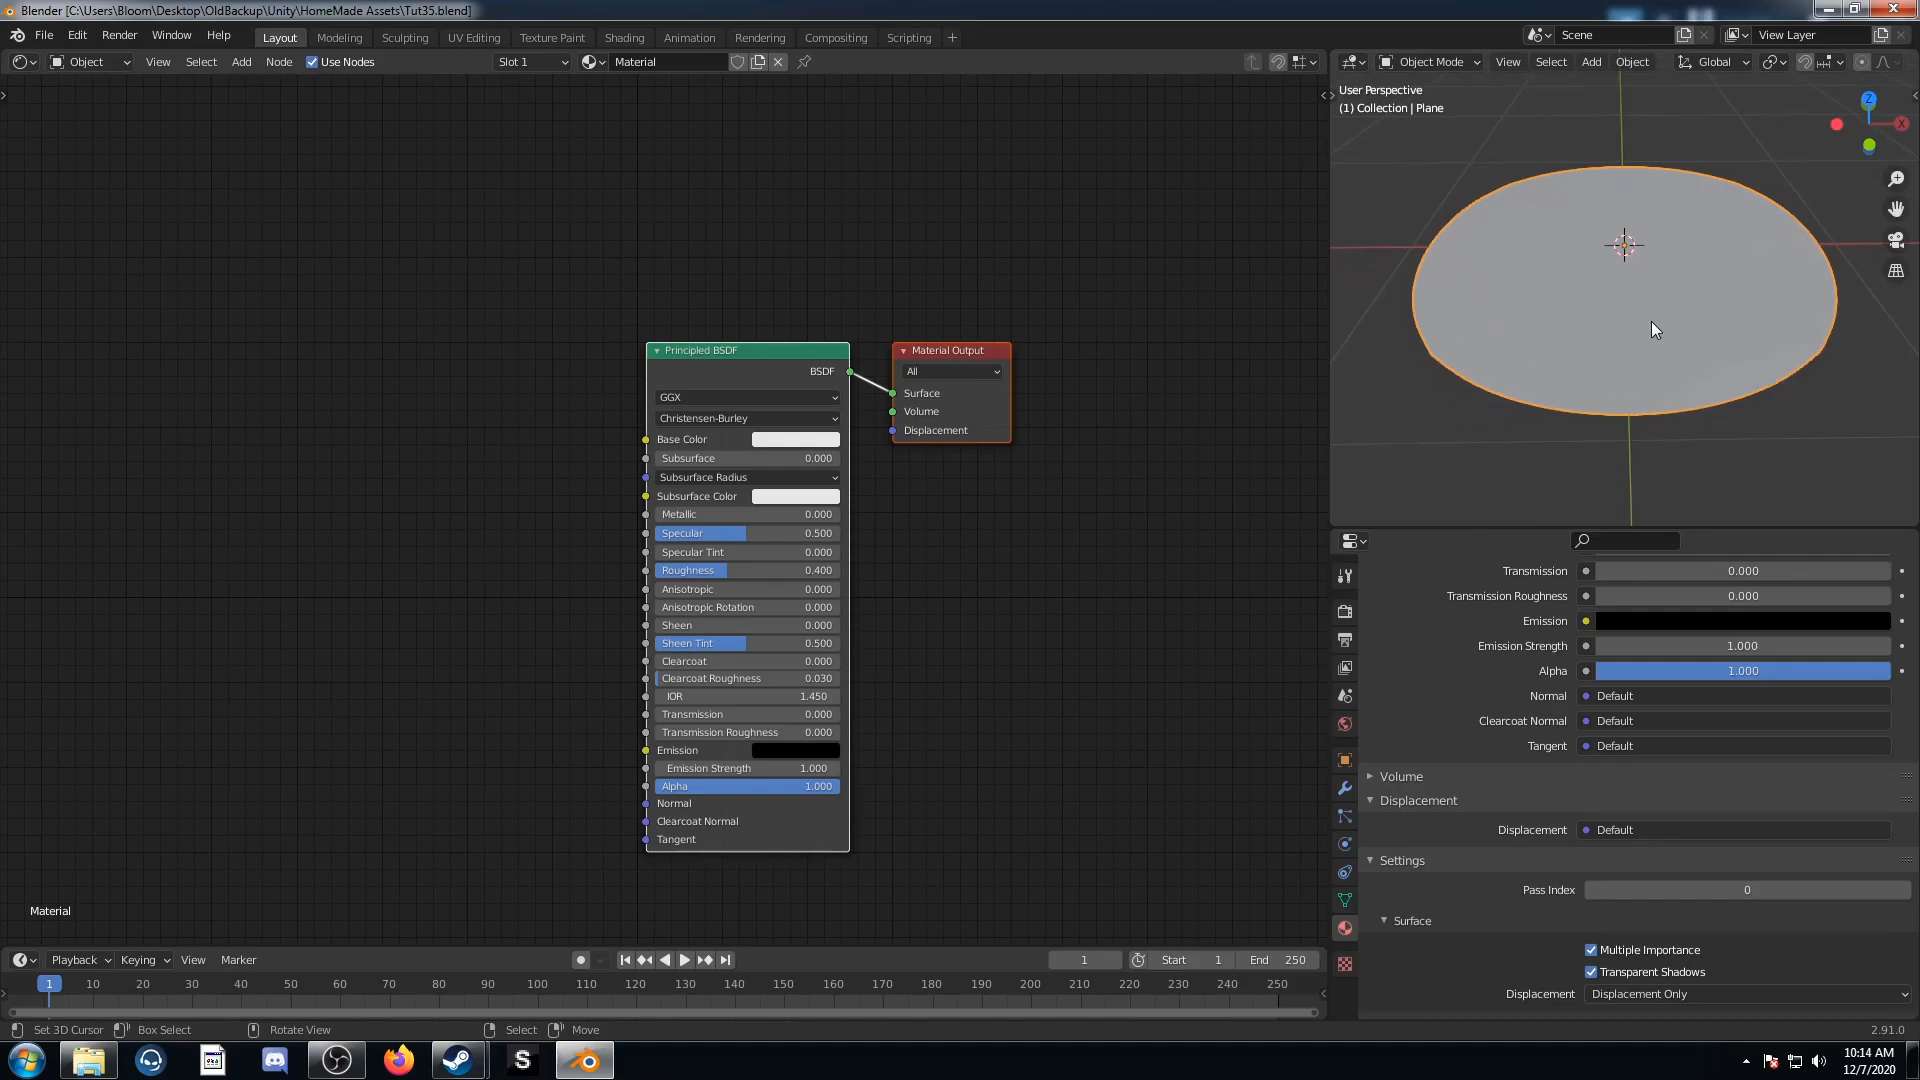 Blender [C:\Users\Bloom\Desktop\OldBackup\Unity\HomeMade Assets\Tut35.blend]
File Edit Render Window Help Layout Modeling Sculpting UV Editing Texture Paint Shading Animation Rendering Compositing Scripting + Scene View Layer
Object View Select Add Node Use Nodes Slot 1 Material
Object Mode View Select Add Object Global
User Perspective
(1) Collection | Plane
Z
X
Principled BSDF
BSDF
GGX
Christensen-Burley
Base Color
Subsurface 0.000
Subsurface Radius
Subsurface Color
Metallic 0.000
Specular 0.500
Specular Tint 0.000
Roughness 0.400
Anisotropic 0.000
Anisotropic Rotation 0.000
Sheen 0.000
Sheen Tint 0.500
Clearcoat 0.000
Clearcoat Roughness 0.030
IOR 1.450
Transmission 0.000
Transmission Roughness 0.000
Emission
Emission Strength 1.000
Alpha 1.000
Normal
Clearcoat Normal
Tangent
Material Output
All
Surface
Volume
Displacement
Material
Transmission 0.000
Transmission Roughness 0.000
Emission
Emission Strength 1.000
Alpha 1.000
Normal Default
Clearcoat Normal Default
Tangent Default
Volume
Displacement
Displacement Default
Settings
Pass Index 0
Surface
Multiple Importance
Transparent Shadows
Displacement Displacement Only
Playback Keying View Marker 1 Start 1 End 250
1 10 20 30 40 50 60 70 80 90 100 110 120 130 140 150 160 170 180 190 200 210 220 230 240 250
Set 3D Cursor Box Select Rotate View Select Move 2.91.0
S
10:14 AM
12/7/2020